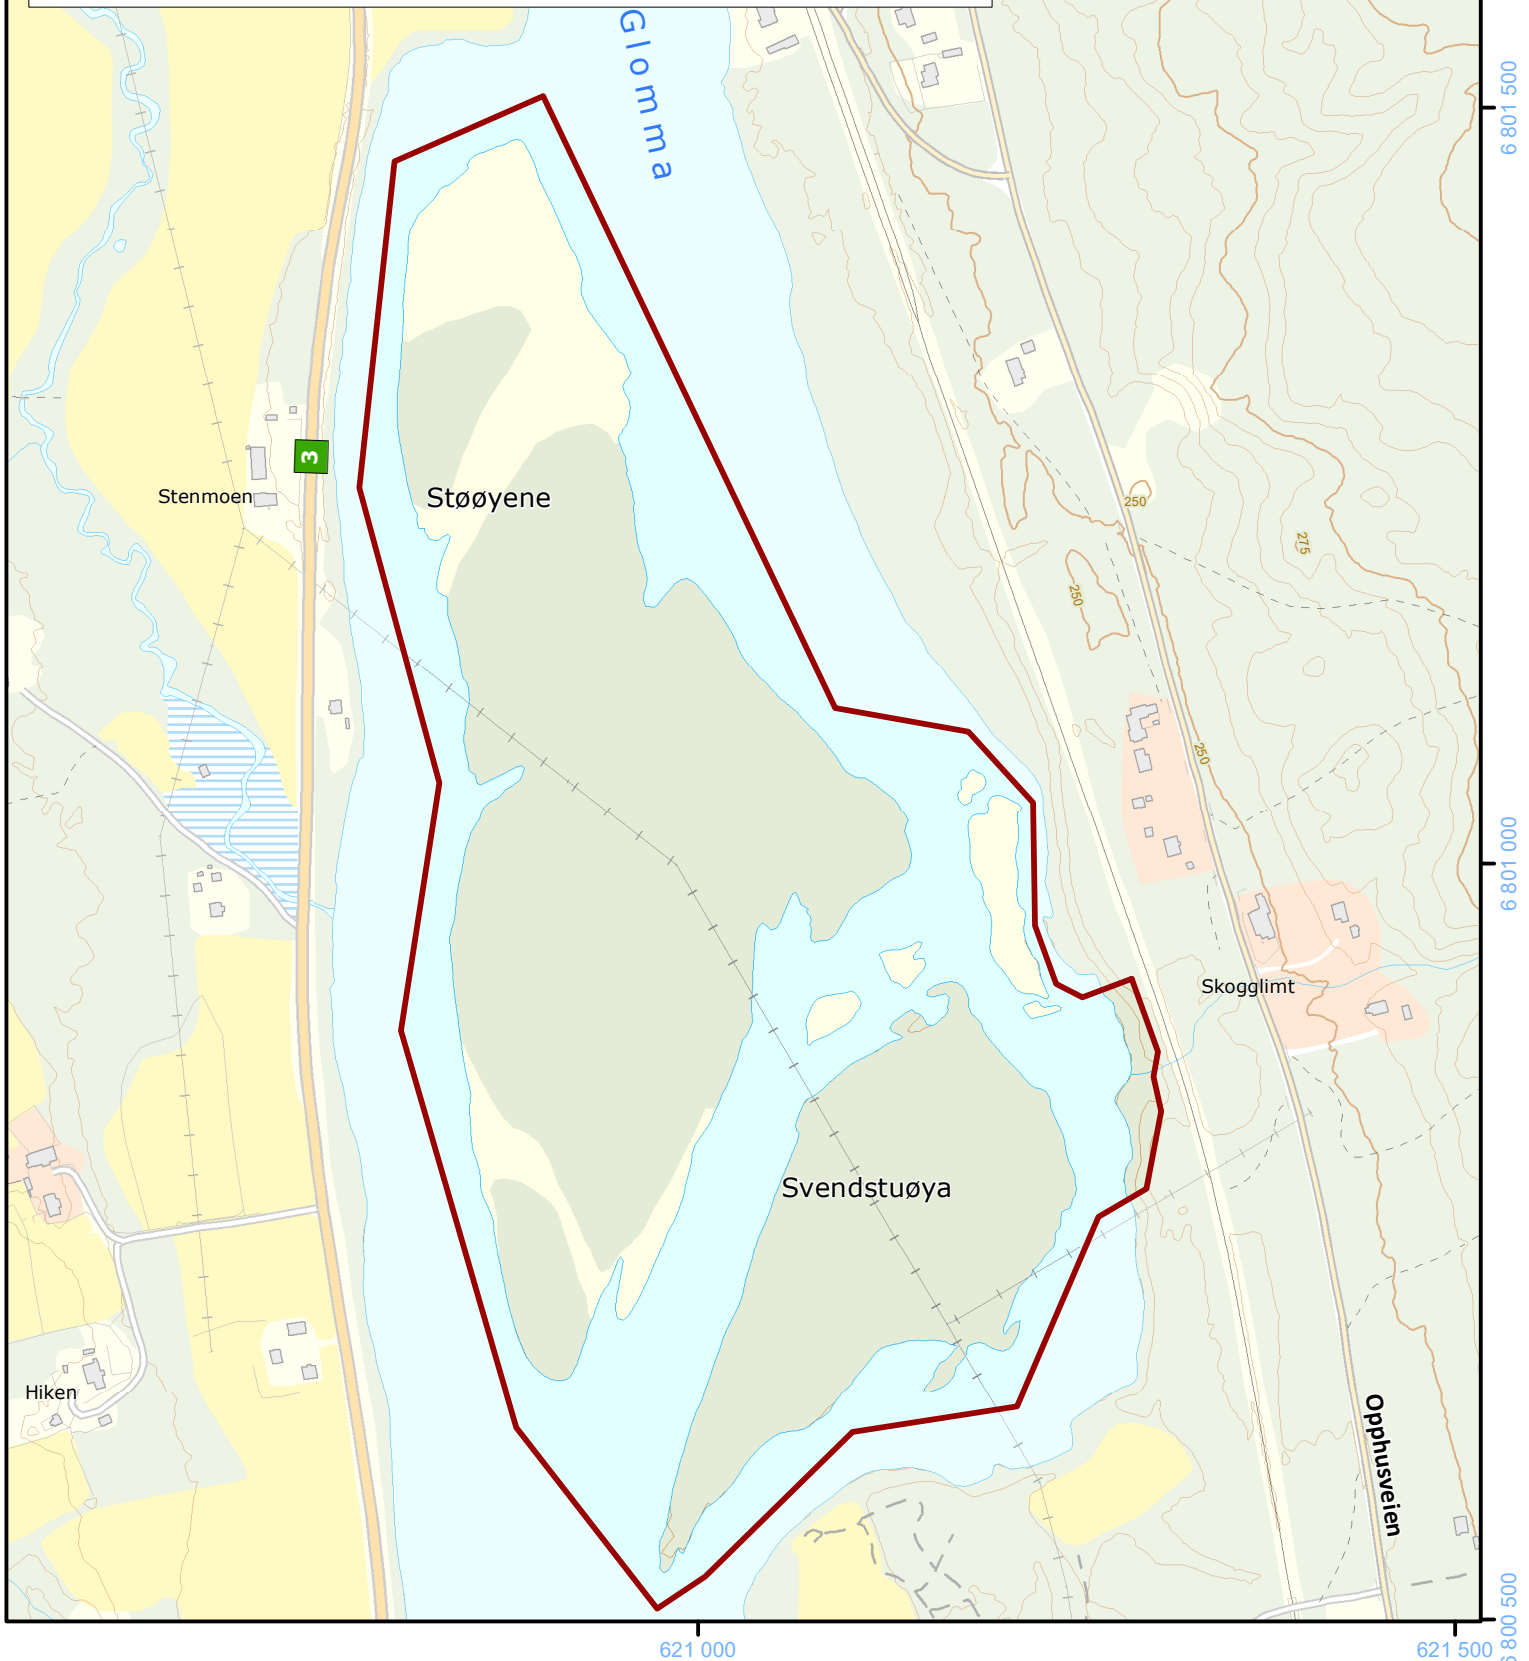 Glomma
6 801 500
3
Stenmoen
Støøyene
250
275
250
250
6 801 000
Skogglimt
Svendstuøya
Hiken
Opphusveien
6 800 500
621 000
621 500